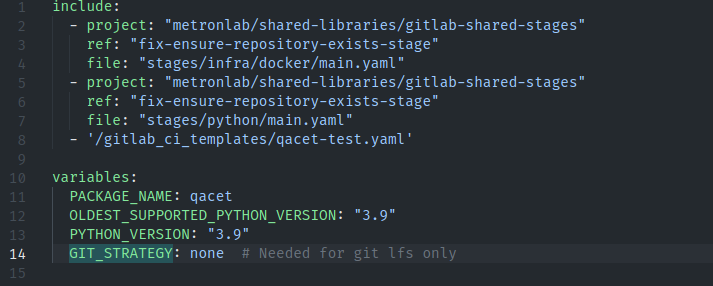 1 include:
2   - project: "metronlab/shared-libraries/gitlab-shared-stages"
3     ref: "fix-ensure-repository-exists-stage"
4     file: "stages/infra/docker/main.yaml"
5   - project: "metronlab/shared-libraries/gitlab-shared-stages"
6     ref: "fix-ensure-repository-exists-stage"
7     file: "stages/python/main.yaml"
8   - '/gitlab_ci_templates/qacet-test.yaml'
9
10 variables:
11   PACKAGE_NAME: qacet
12   OLDEST_SUPPORTED_PYTHON_VERSION: "3.9"
13   PYTHON_VERSION: "3.9"
14   GIT_STRATEGY: none  # Needed for git lfs only
15